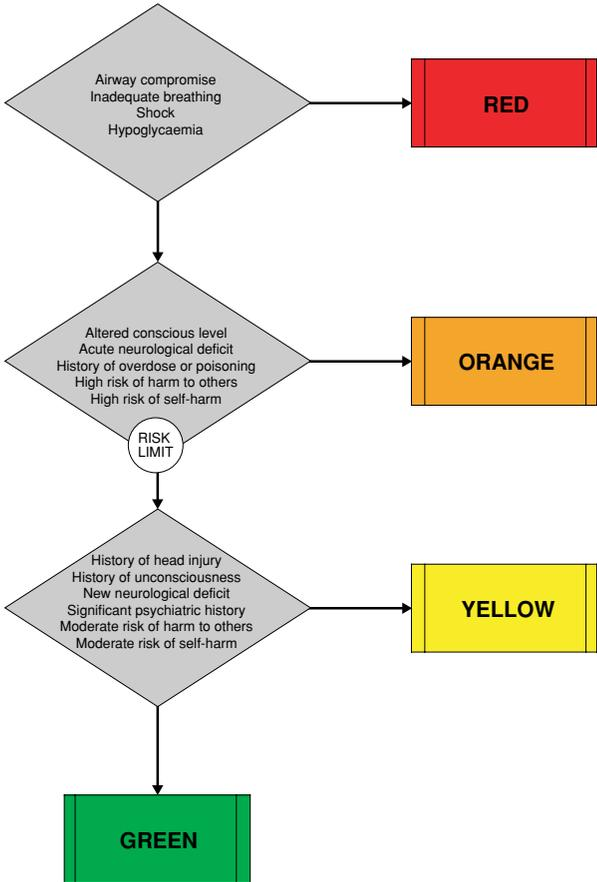 Airway compromise
Inadequate breathing
Shock
Hypoglycaemia
RED
Altered conscious level
Acute neurological deficit
History of overdose or poisoning
High risk of harm to others
High risk of self-harm
ORANGE
RISK
LIMIT
History of head injury
History of unconsciousness
New neurological deficit
Significant psychiatric history
Moderate risk of harm to others
Moderate risk of self-harm
YELLOW
GREEN